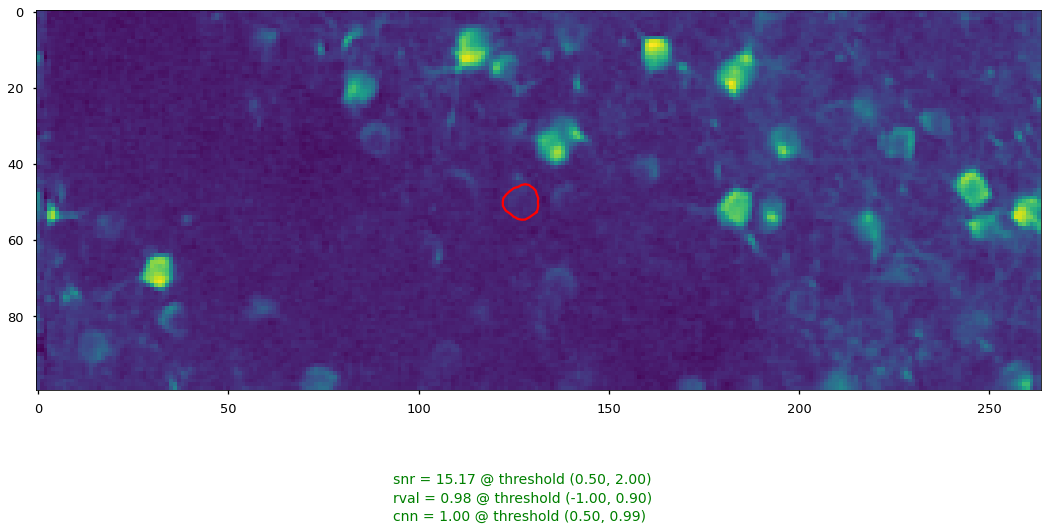 0
20
40
60
80
0 50 100 150 200 250
snr = 15.17 @ threshold (0.50, 2.00)
rval = 0.98 @ threshold (-1.00, 0.90)
cnn = 1.00 @ threshold (0.50, 0.99)